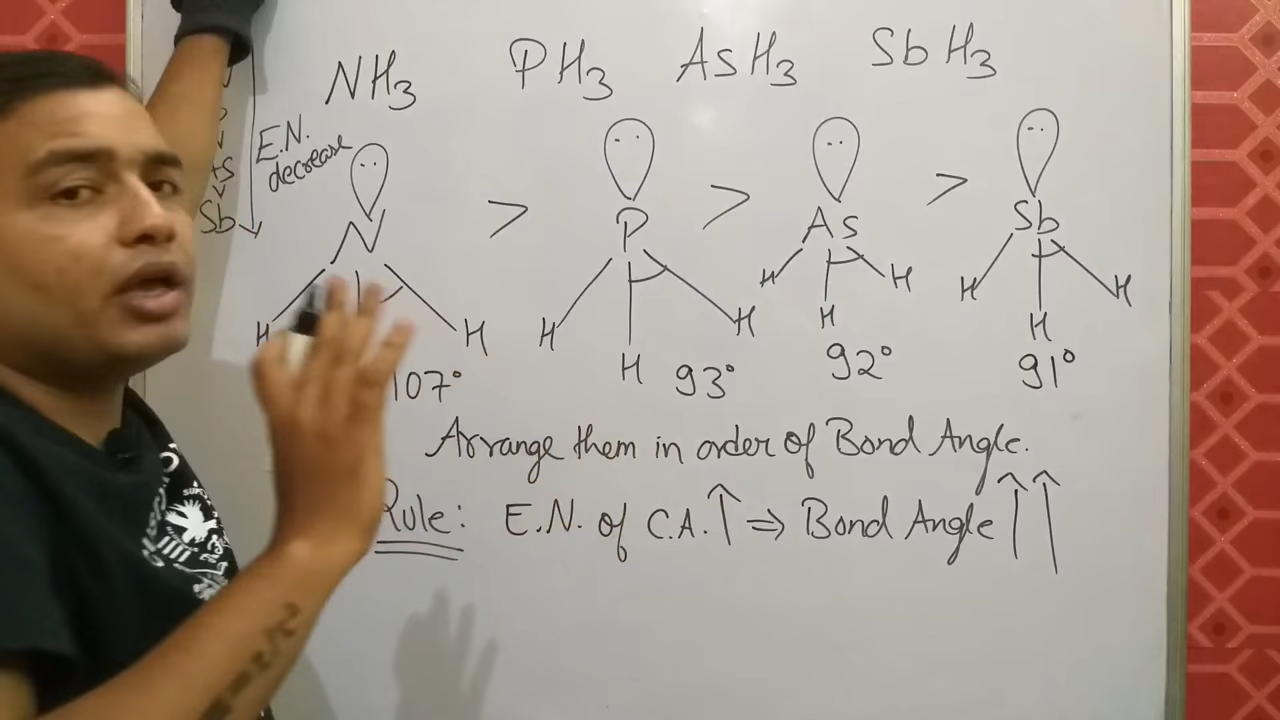 NH3 PH3 AsH3 SbH3
E.N.
decrease
Sb
N > P > As > Sb
H H H H H H H H H H H
107° 93° 92° 91°
Arrange them in order of Bond Angle.
Rule: E.N. of C.A.↑ ⇒ Bond Angle ↑↑